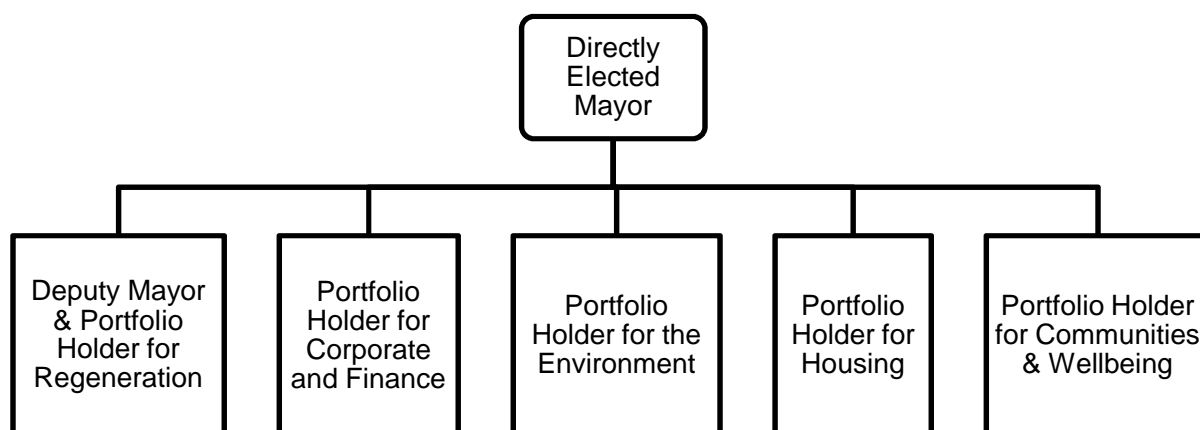 Directly
Elected
Mayor
Deputy Mayor
& Portfolio
Holder for
Regeneration
Portfolio
Holder for
Corporate
and Finance
Portfolio
Holder for the
Environment
Portfolio
Holder for
Housing
Portfolio Holder
for Communities
& Wellbeing